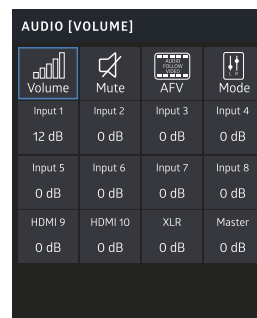 AUDIO [VOLUME]
AUDIO
FOLLOW
VIDEO
L R
Volume Mute AFV Mode
Input 1 Input 2 Input 3 Input 4
12 dB 0 dB 0 dB 0 dB
Input 5 Input 6 Input 7 Input 8
0 dB 0 dB 0 dB 0 dB
HDMI 9 HDMI 10 XLR Master
0 dB 0 dB 0 dB 0 dB